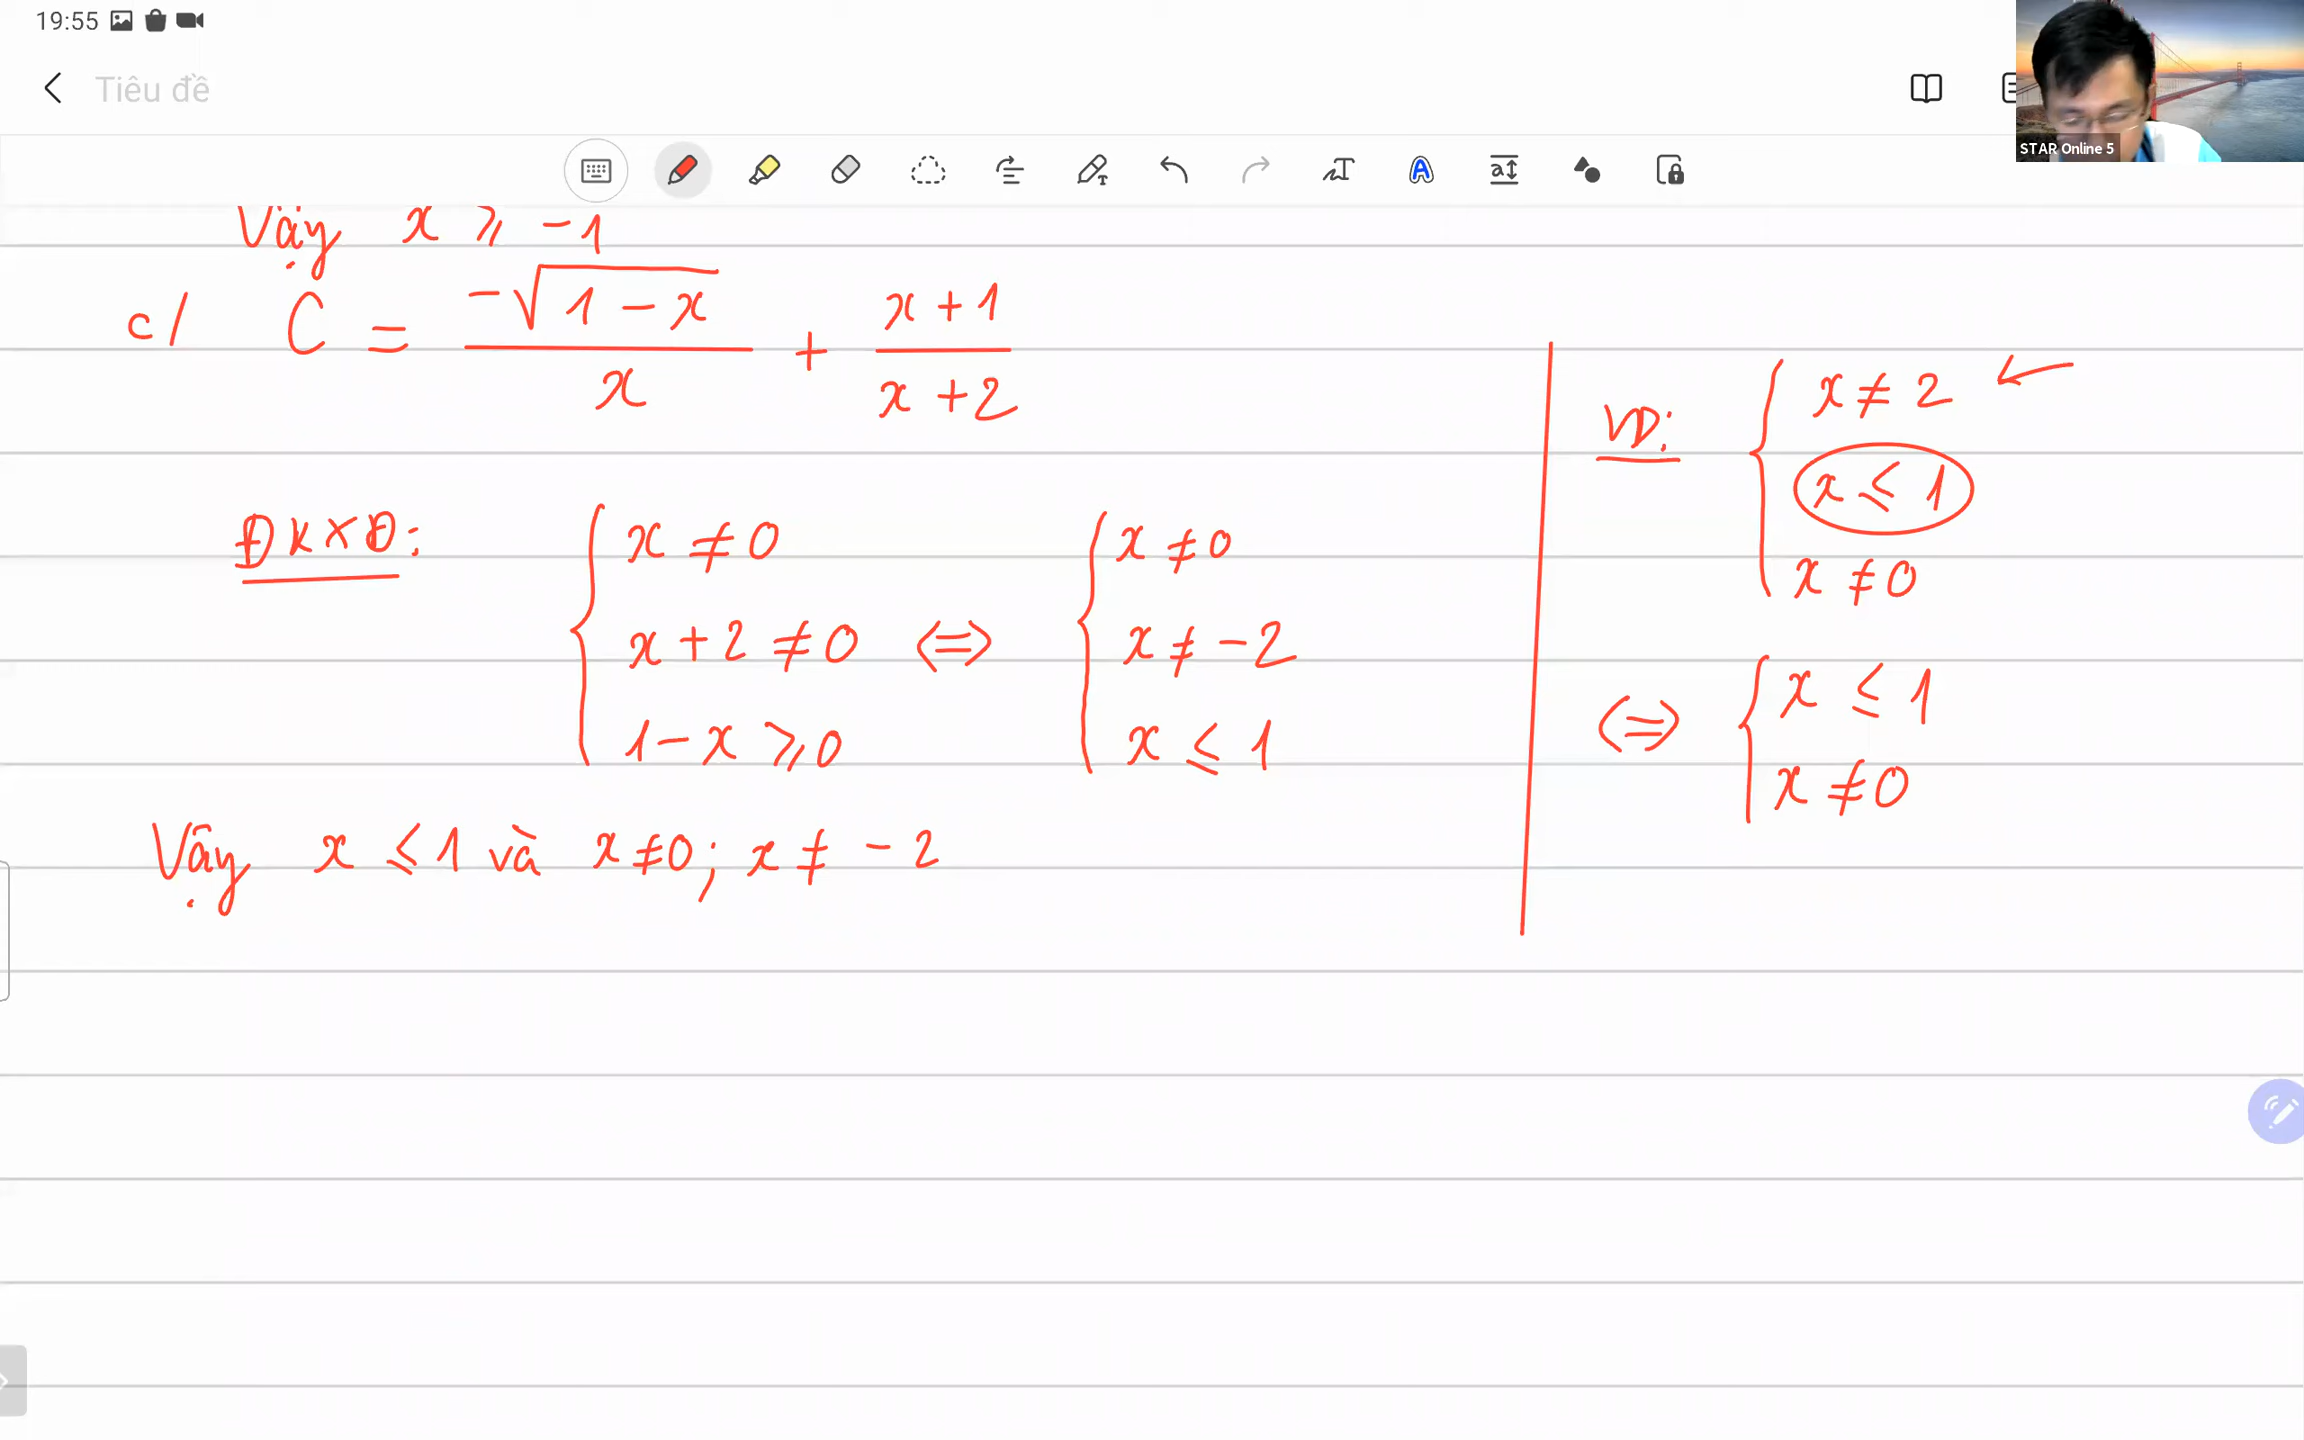 19:55
Tiêu đề
STAR Online 5
Vậy x ⩾ -1
c/ C = -√(1 - x) / x + (x + 1) / (x + 2)
ĐKXĐ: { x ≠ 0 ; x + 2 ≠ 0 ; 1 - x ⩾ 0 ⇔ { x ≠ 0 ; x ≠ -2 ; x ≤ 1
Vậy x ≤ 1 và x ≠ 0 ; x ≠ -2
VD: { x ≠ 2 ←
x ≤ 1
x ≠ 0
⇔ { x ≤ 1
x ≠ 0